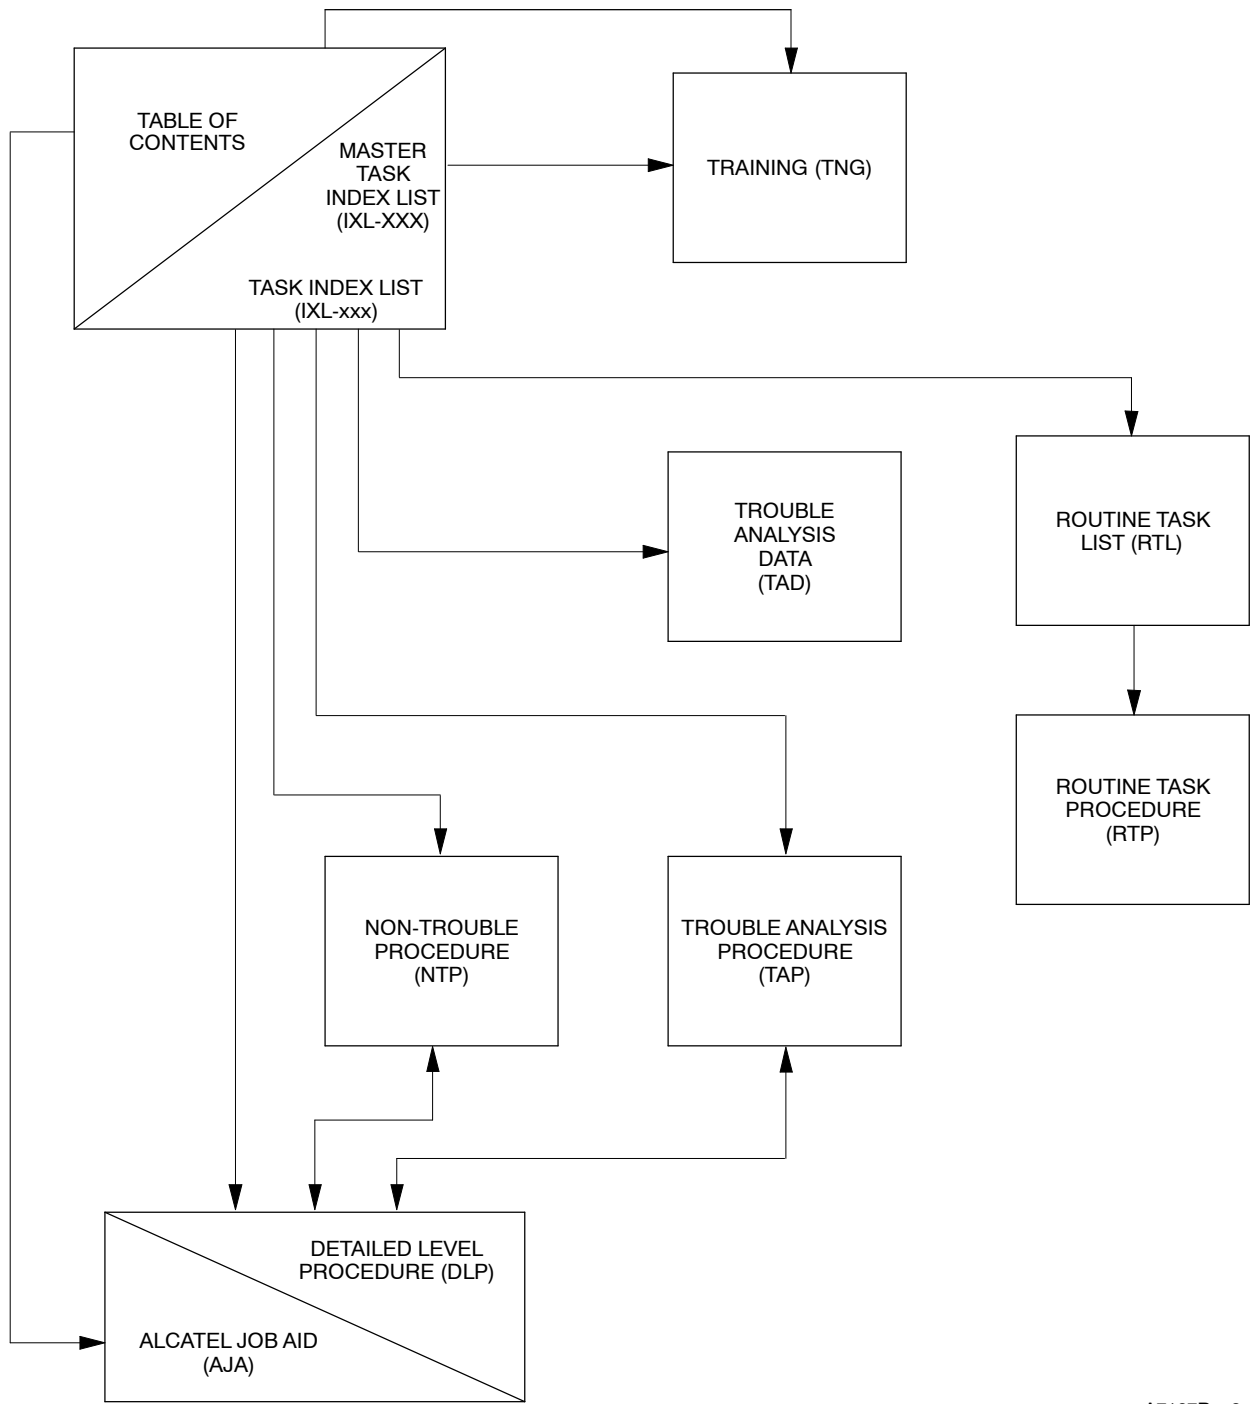 TABLE OF
CONTENTS
MASTER
TASK
INDEX LIST
(IXL-XXX)
TASK INDEX LIST
(IXL-xxx)
TRAINING (TNG)
TROUBLE
ANALYSIS
DATA
(TAD)
ROUTINE TASK
LIST (RTL)
ROUTINE TASK
PROCEDURE
(RTP)
NON-TROUBLE
PROCEDURE
(NTP)
TROUBLE ANALYSIS
PROCEDURE
(TAP)
DETAILED LEVEL
PROCEDURE (DLP)
ALCATEL JOB AID
(AJA)